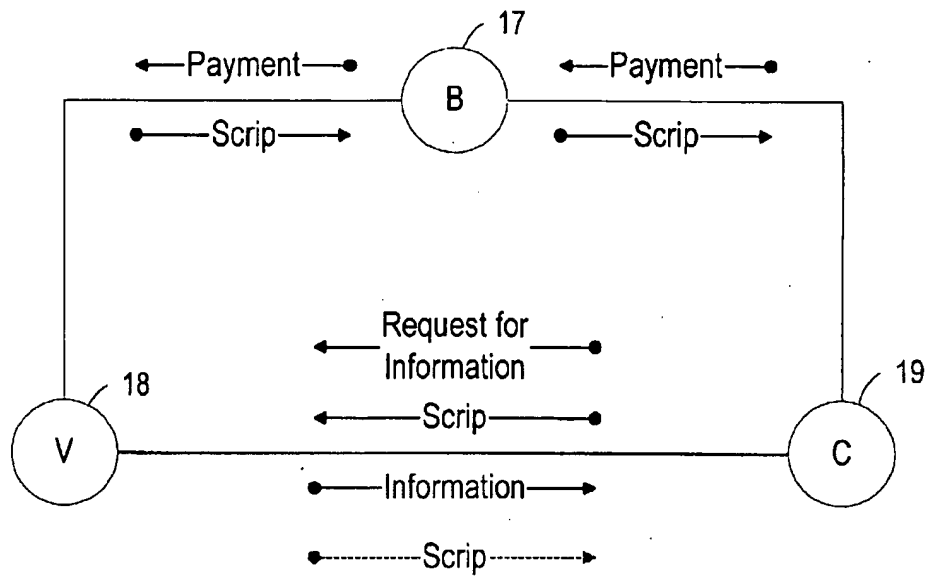 17
Payment
Payment
B
Scrip
Scrip
Request for
Information
18
19
Scrip
V
C
Information
Scrip